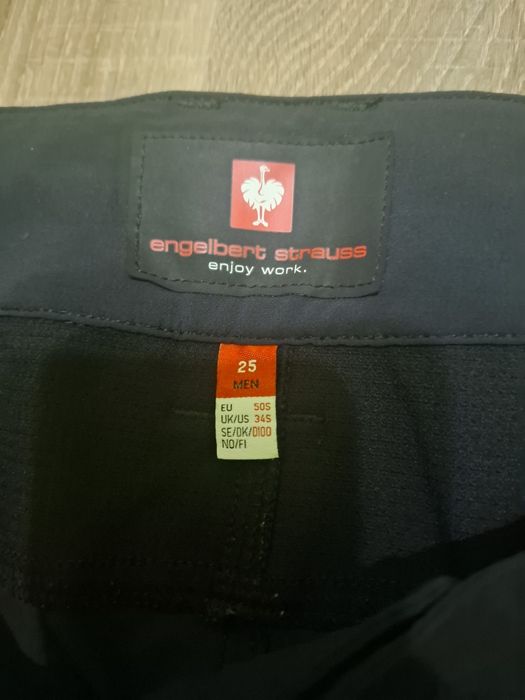 engelbert strauss
enjoy work.
25
MEN
EU 50S
UK/US 34S
SE/DK/ D100
NO/FI